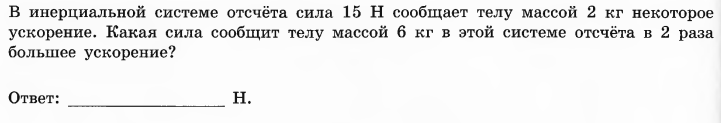 В инерциальной системе отсчёта сила 15 Н сообщает телу массой 2 кг некоторое
ускорение. Какая сила сообщит телу массой 6 кг в этой системе отсчёта в 2 раза
большее ускорение?
Ответ: ____________________ Н.